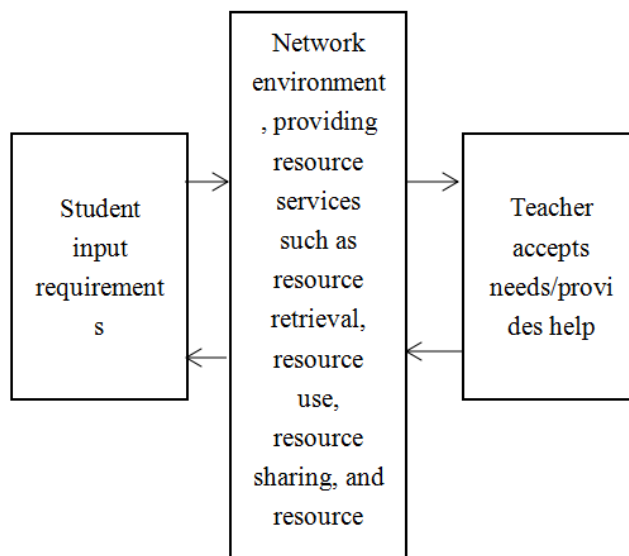 Student
input
requirement
s
Network
environment
, providing
resource
services
such as
resource
retrieval,
resource
use,
resource
sharing, and
resource
Teacher
accepts
needs/provi
des help